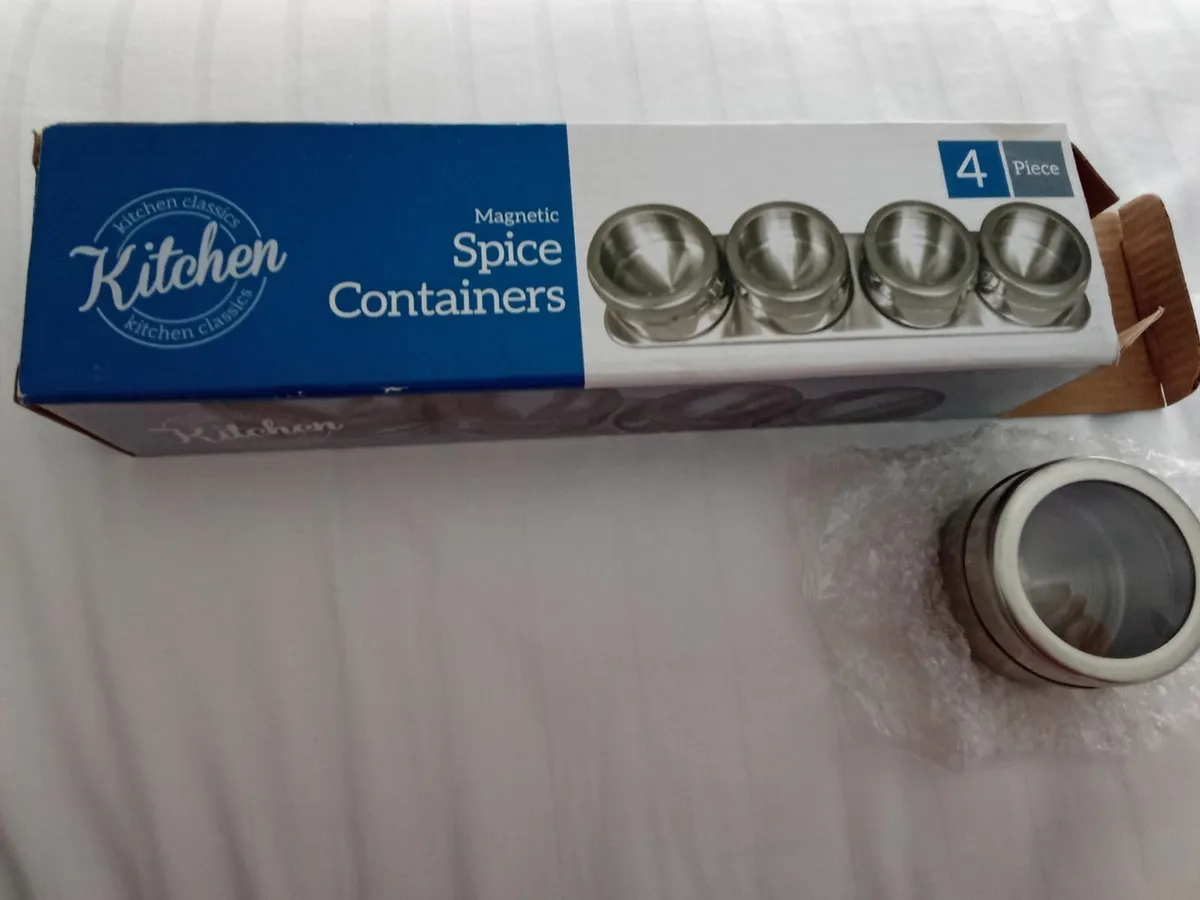 kitchen classics
Kitchen
kitchen classics
Magnetic
Spice
Containers
4 Piece
Kitchen